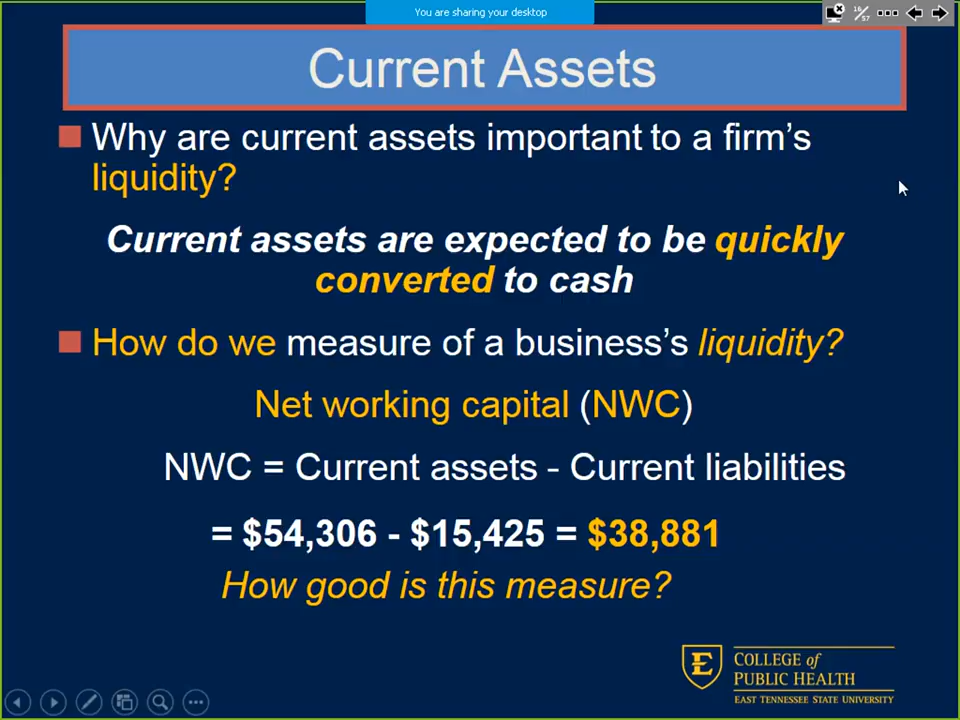 You are sharing your desktop
16/57
Current Assets
Why are current assets important to a firm's
liquidity?
Current assets are expected to be quickly
converted to cash
How do we measure of a business's liquidity?
Net working capital (NWC)
NWC = Current assets - Current liabilities
= $54,306 - $15,425 = $38,881
How good is this measure?
E
COLLEGE of
PUBLIC HEALTH
EAST TENNESSEE STATE UNIVERSITY